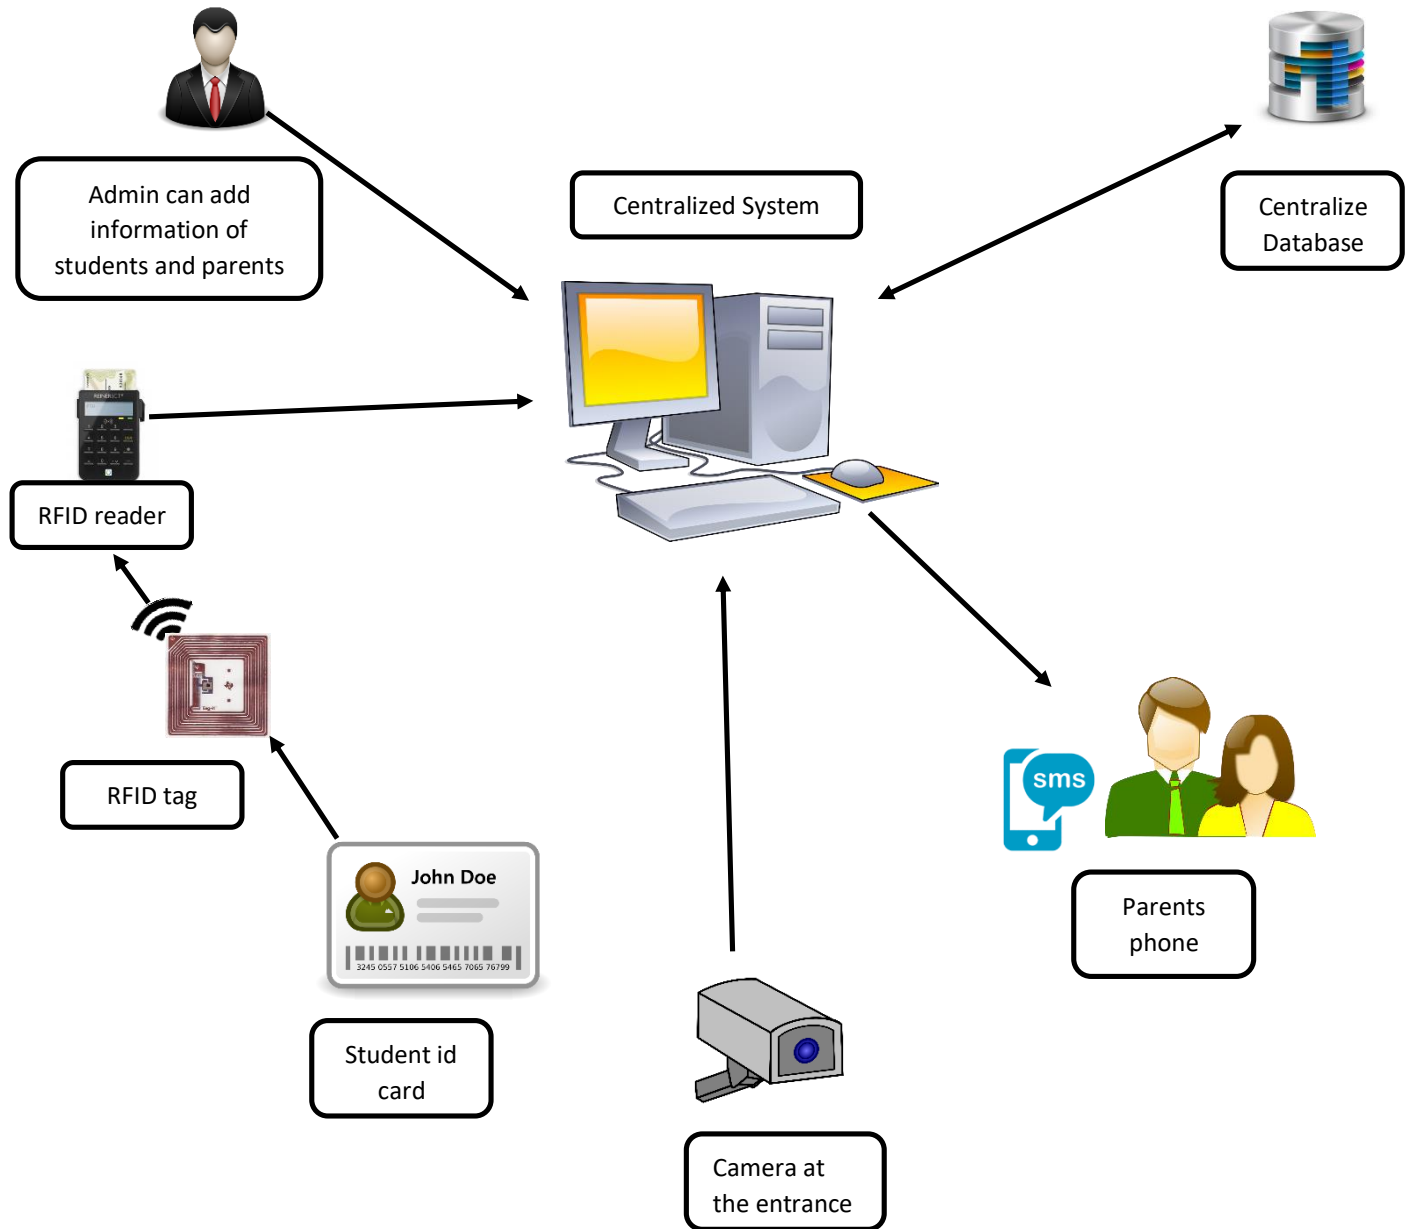 Admin can add
information of
students and parents
Centralized System
Centralize
Database
RFID reader
RFID tag
John Doe
3245 0557 5106 5406 5465 7065 76799
Student id
card
sms
Parents
phone
Camera at
the entrance